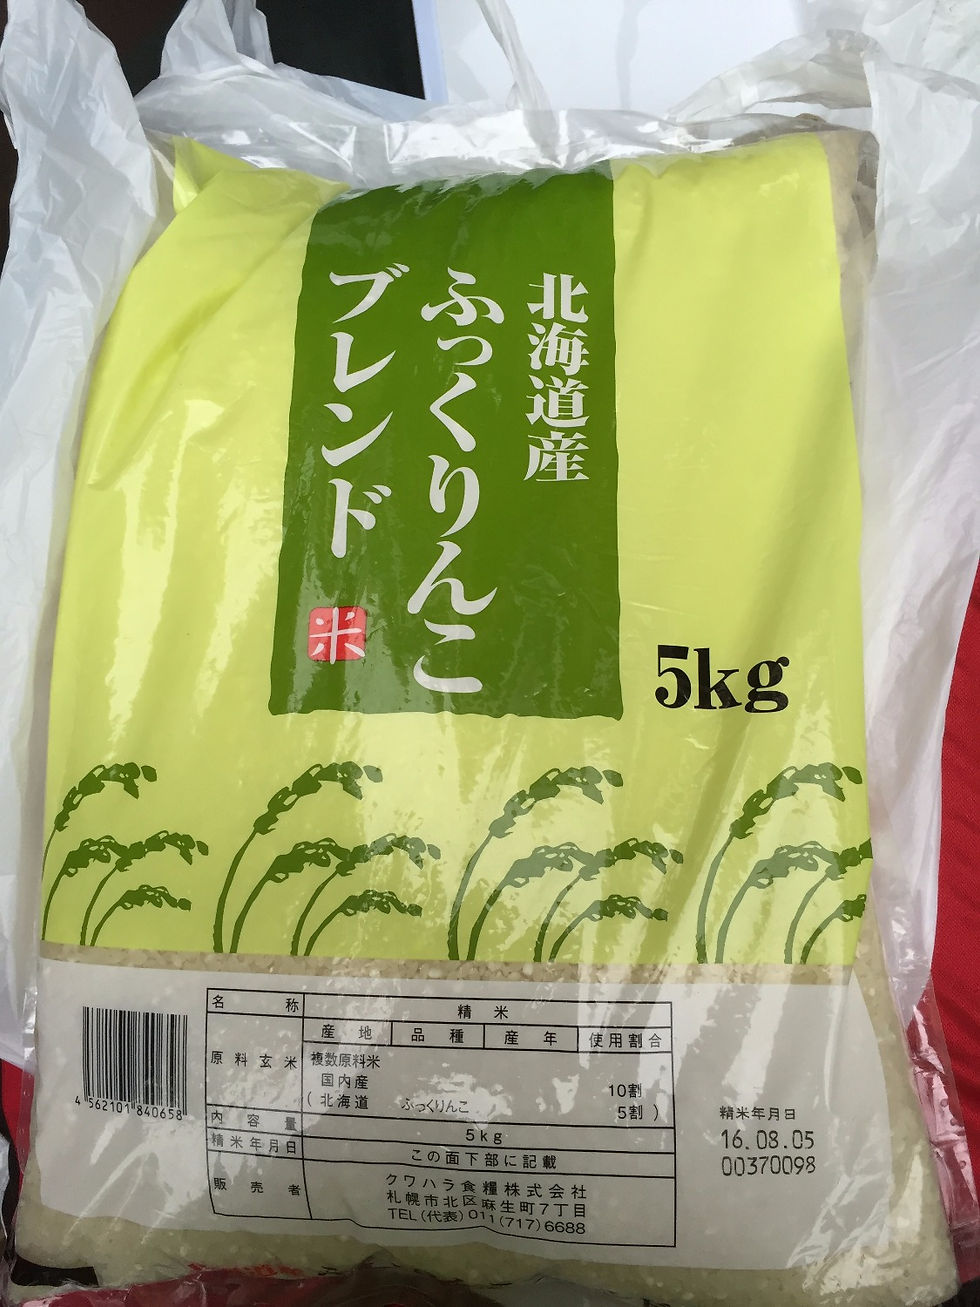 北海道産
ふっくりんこ
ブレンド
米
5kg
名称 精米
産地 品種 産年 使用割合
原料玄米 複数原料米
国内産 10割
(北海道 ふっくりんこ 5割)
内容量 5kg
精米年月日 この面下部に記載
販売者 クワハラ食糧株式会社
札幌市北区麻生町7丁目
TEL(代表)011(717)6688
4 562101 840658
精米年月日
16.08.05
00370098